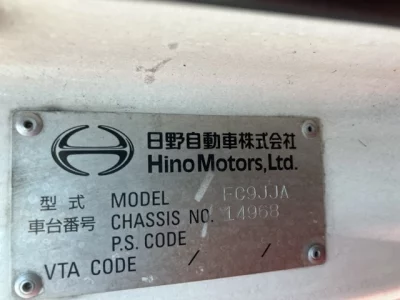 日野自動車株式会社
Hino Motors, Ltd.
型式 MODEL FC9JJA
車台番号 CHASSIS NO. 14968
P.S. CODE
VTA CODE / /